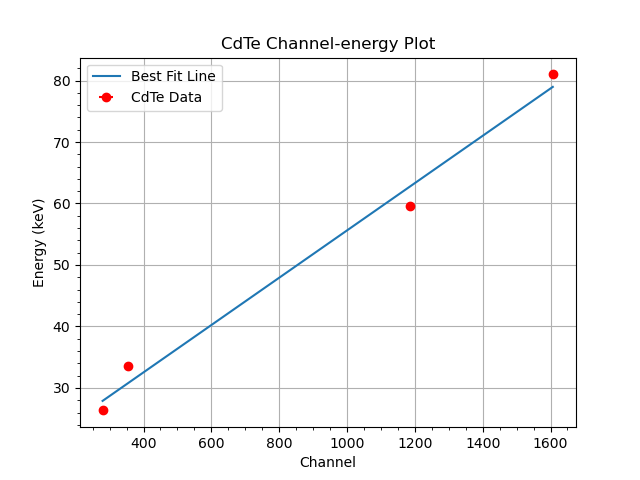 CdTe Channel-energy Plot
Best Fit Line
CdTe Data
80
70
60
50
40
30
Energy (keV)
400 600 800 1000 1200 1400 1600
Channel